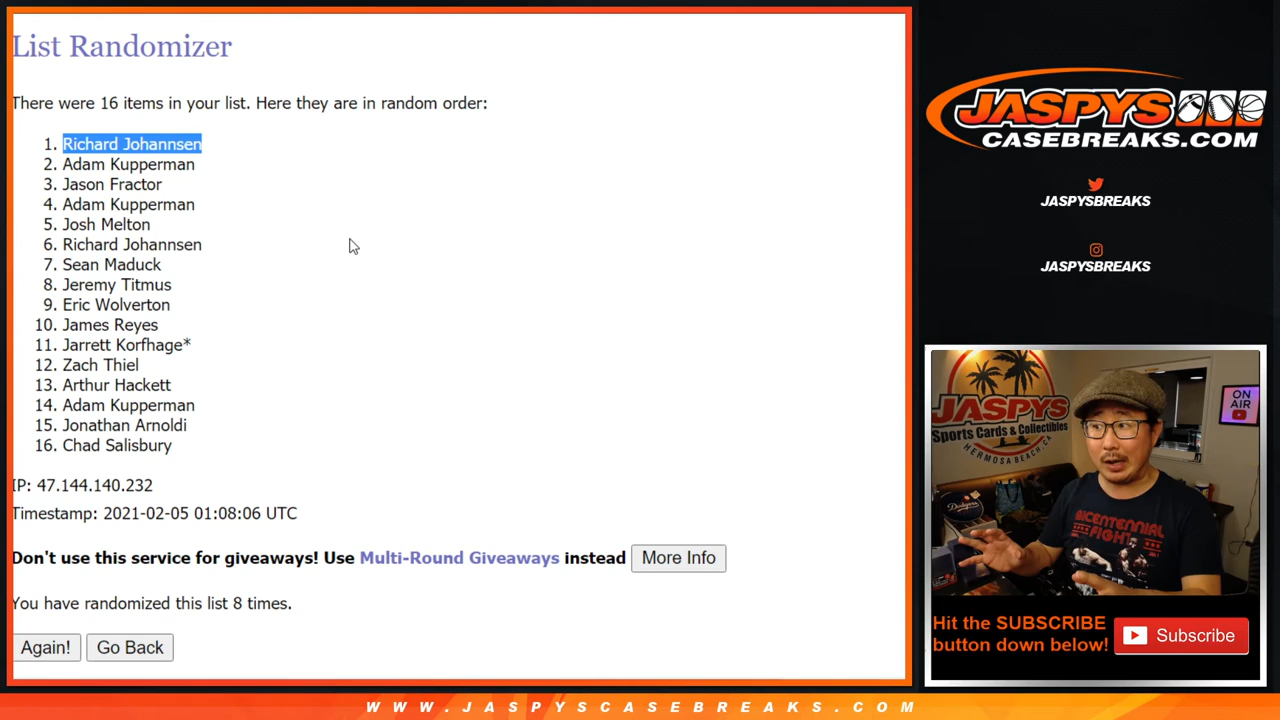 List Randomizer
There were 16 items in your list. Here they are in random order:
1. Richard Johannsen
2. Adam Kupperman
3. Jason Fractor
4. Adam Kupperman
5. Josh Melton
6. Richard Johannsen
7. Sean Maduck
8. Jeremy Titmus
9. Eric Wolverton
10. James Reyes
11. Jarrett Korfhage*
12. Zach Thiel
13. Arthur Hackett
14. Adam Kupperman
15. Jonathan Arnoldi
16. Chad Salisbury
IP: 47.144.140.232
Timestamp: 2021-02-05 01:08:06 UTC
Don't use this service for giveaways! Use Multi-Round Giveaways instead More Info
You have randomized this list 8 times.
Again! Go Back
JASPYS
CASEBREAKS.COM
JASPYSBREAKS
JASPYSBREAKS
JASPYS
Sports Cards & Collectibles
HERMOSA BEACH, CA
ON
AIR
Dodgers
BICENTENNIAL
FIGHT
Hit the SUBSCRIBE
button down below!
Subscribe
WWW.JASPYSCASEBREAKS.COM